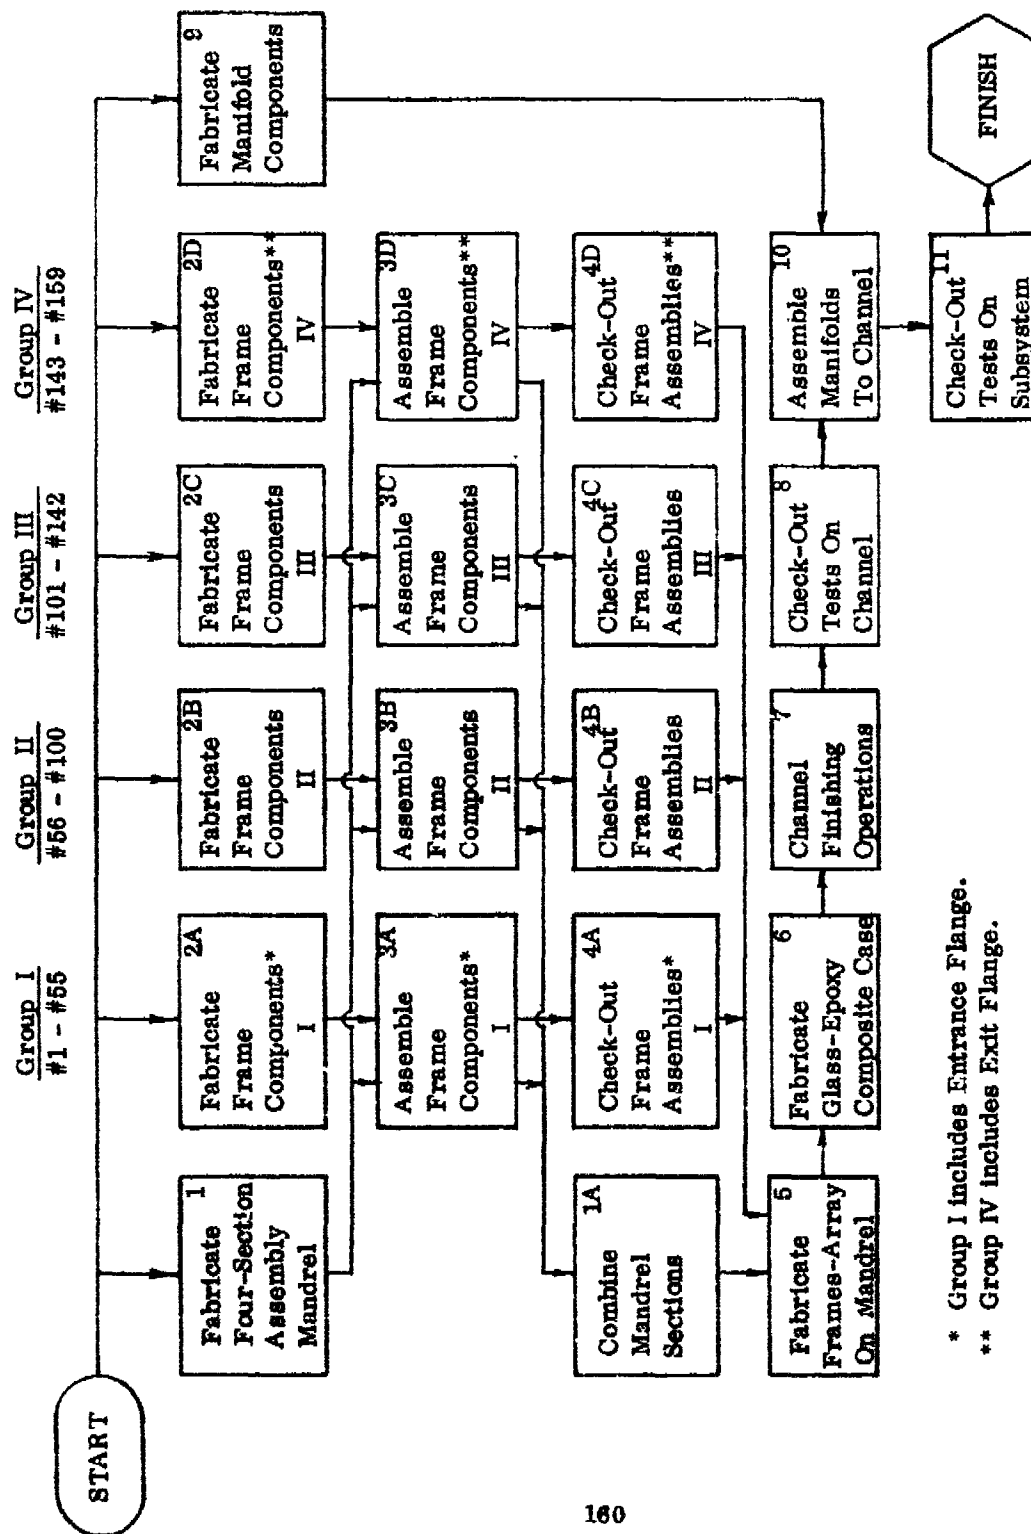 START
Group I
#1 - #55
Group II
#56 - #100
Group III
#101 - #142
Group IV
#143 - #159
1
Fabricate
Four-Section
Assembly
Mandrel
2A
Fabricate
Frame
Components*
I
2B
Fabricate
Frame
Components
II
2C
Fabricate
Frame
Components
III
2D
Fabricate
Frame
Components**
IV
9
Fabricate
Manifold
Components
3A
Assemble
Frame
Components*
I
3B
Assemble
Frame
Components
II
3C
Assemble
Frame
Components
III
3D
Assemble
Frame
Components**
IV
1A
Combine
Mandrel
Sections
4A
Check-Out
Frame
Assemblies*
I
4B
Check-Out
Frame
Assemblies
II
4C
Check-Out
Frame
Assemblies
III
4D
Check-Out
Frame
Assemblies**
IV
5
Fabricate
Frames-Array
On Mandrel
6
Fabricate
Glass-Epoxy
Composite Case
7
Channel
Finishing
Operations
8
Check-Out
Tests On
Channel
10
Assemble
Manifolds
To Channel
11
Check-Out
Tests On
Subsystem
FINISH
* Group I includes Entrance Flange.
** Group IV includes Exit Flange.
160